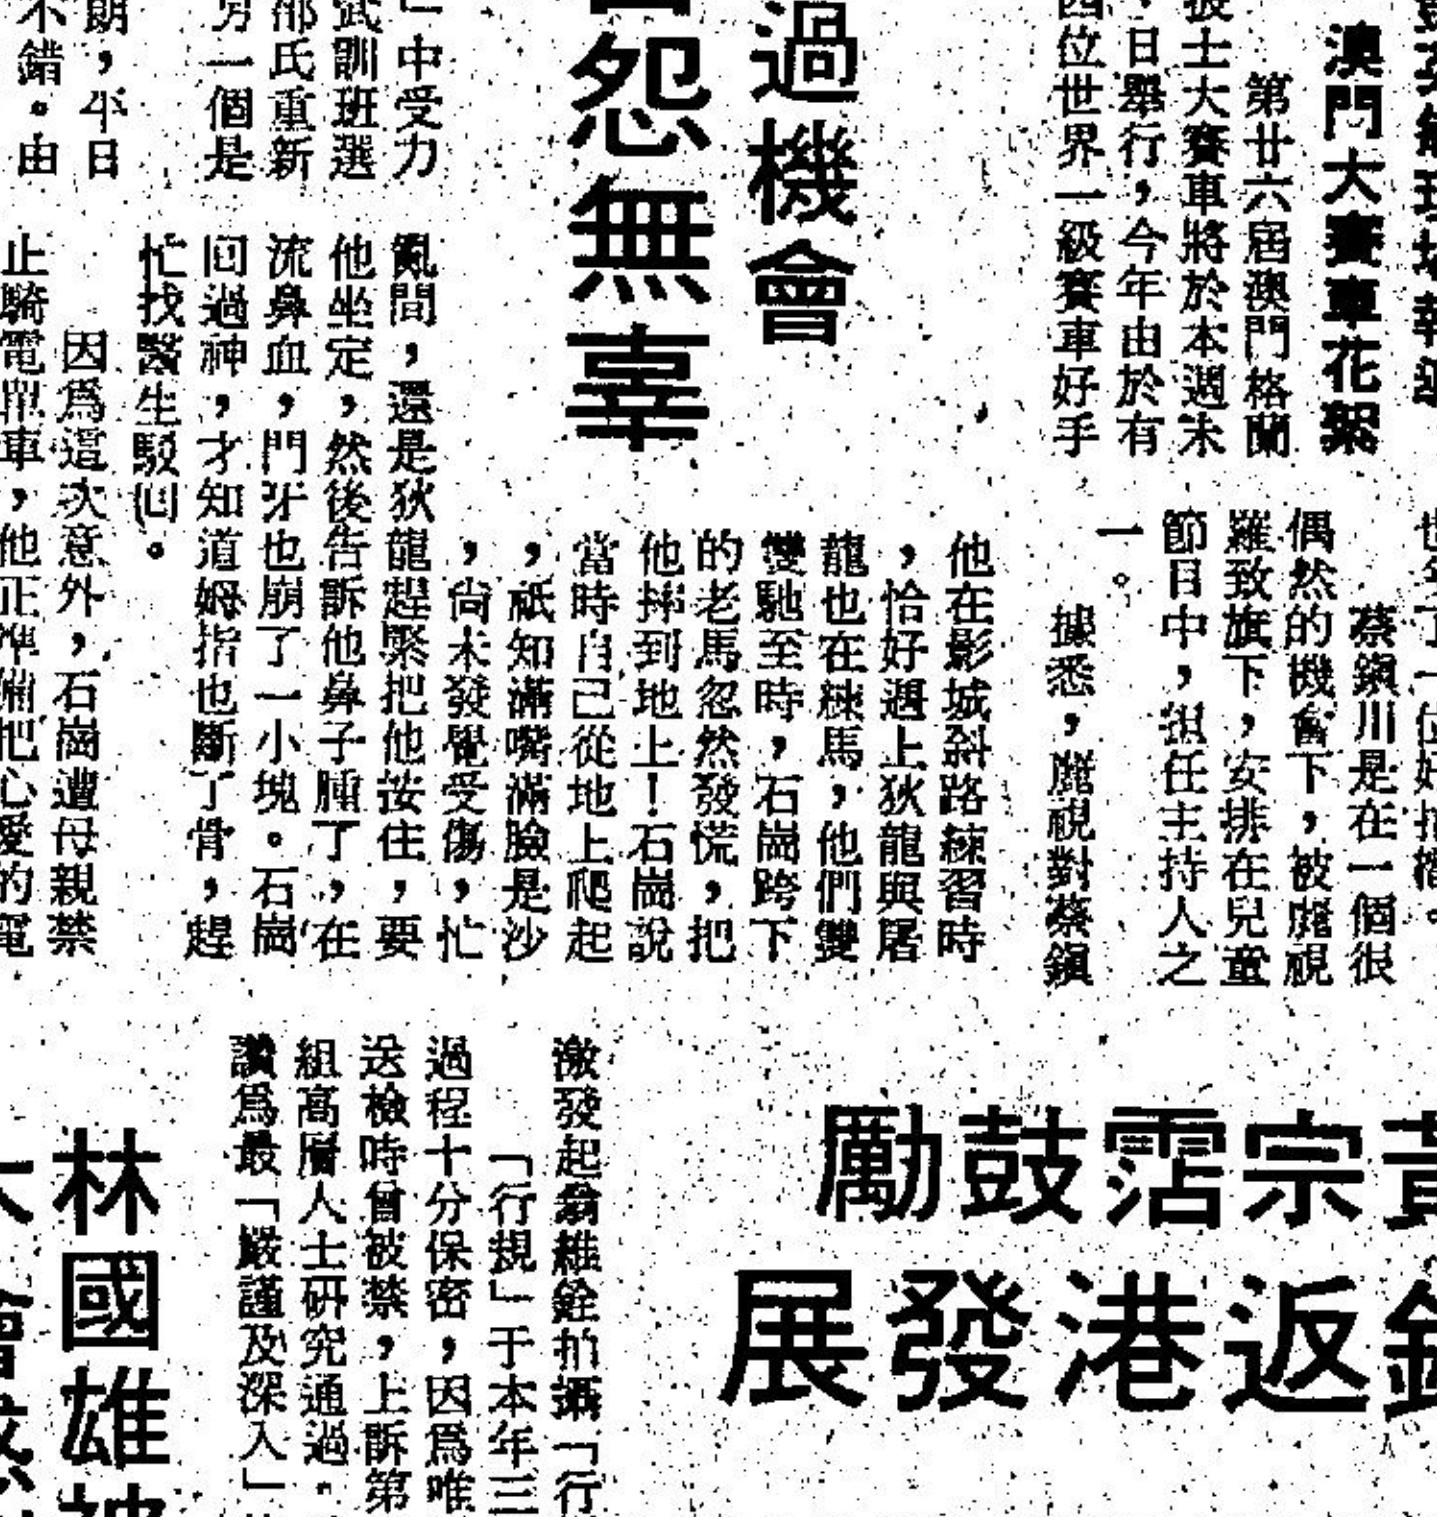 澳門大賽車花絮
第廿六屆澳門格蘭
披士大賽車將於本週末
日舉行，今年由於有
四位世界一級賽車好手
蔡鎭川是在一個很
偶然的機會下，被麗視
羅致旗下，安排在兒童
節目中，担任主持人之
一。
據悉，麗視對蔡鎭
過機會
怨無辜
」中受力
武訓班選
邵氏重新
另一個是
朗，平日
不錯。由
他在影城斜路練習時
，恰好遇上狄龍與屠
龍也在練馬，他們雙
雙馳至時，石崗跨下
的老馬忽然發慌，把
他摔到地上！石崗說
當時自己從地上爬起
，祇知滿嘴滿臉是沙
，尙未發覺受傷，忙
亂間，還是狄龍趕緊把他按住，要
他坐定，然後告訴他鼻子腫了，在
流鼻血，門牙也崩了一小塊。石崗
回過神，才知道姆指也斷了骨，趕
忙找醫生駁回。
因爲這次意外，石崗遭母親禁
止騎電單車，他正準備把心愛的電
宗霑鼓勵
返港發展
激發起翁維銓拍攝「行
「行規」于本年三
過程十分保密，因爲唯
送檢時曾被禁，上訴第
組高層人士研究通過。
讚爲最「嚴謹及深入」
林國雄被